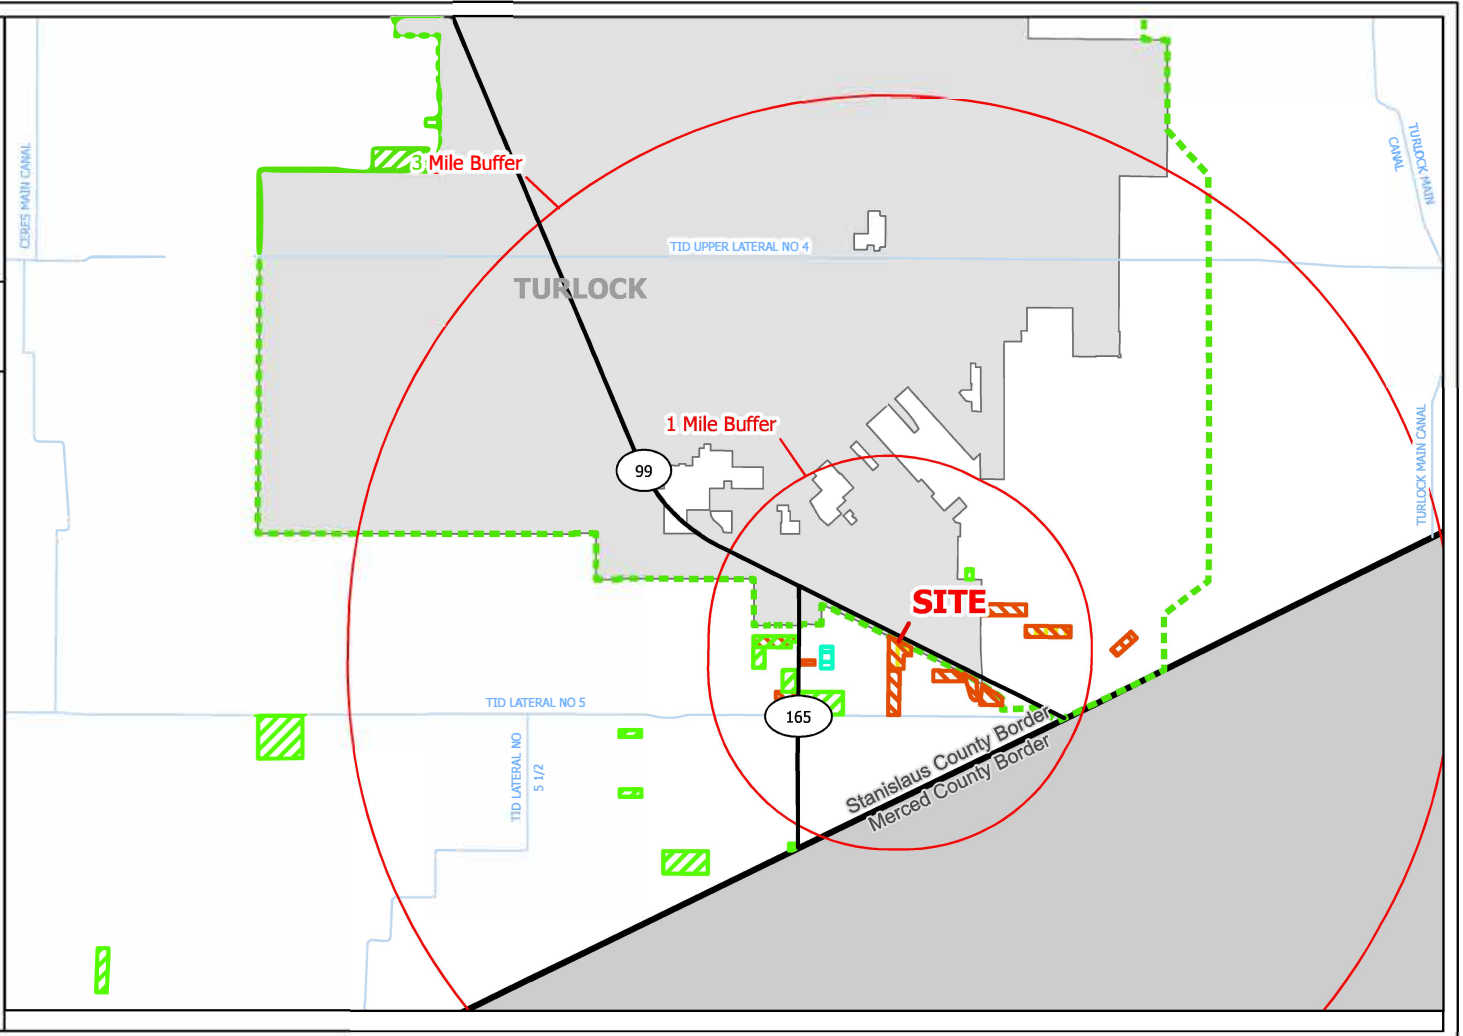 CERES MAIN CANAL
TURLOCK MAIN
CANAL
3 Mile Buffer
TID UPPER LATERAL NO 4
TURLOCK
1 Mile Buffer
99
TURLOCK MAIN CANAL
SITE
TID LATERAL NO 5
165
TID LATERAL NO
5 1/2
Stanislaus County Border
Merced County Border